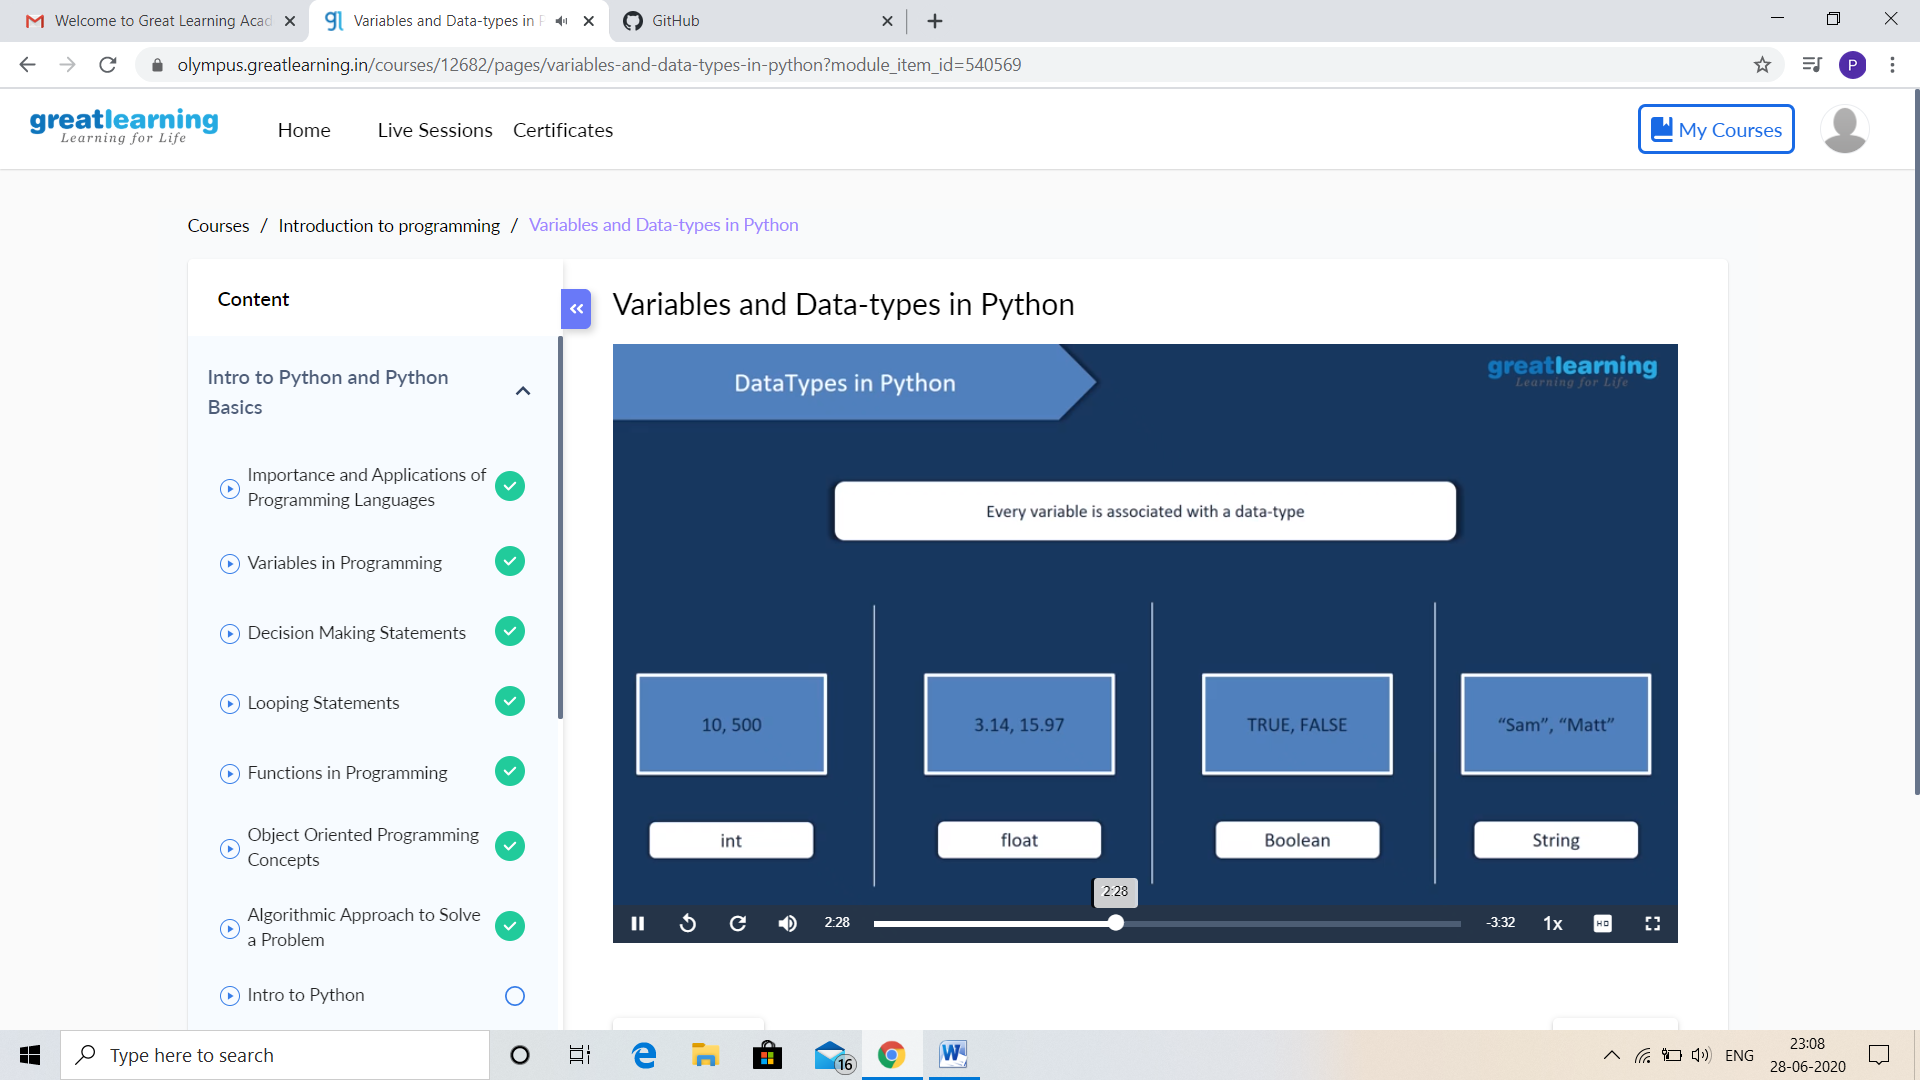 Welcome to Great Learning Acad
Variables and Data-types in P
GitHub
olympus.greatlearning.in/courses/12682/pages/variables-and-data-types-in-python?module_item_id=540569
P
greatlearning
Learning for Life
Home
Live Sessions
Certificates
My Courses
Courses / Introduction to programming / Variables and Data-types in Python
Content
Intro to Python and Python
Basics
Importance and Applications of
Programming Languages
Variables in Programming
Decision Making Statements
Looping Statements
Functions in Programming
Object Oriented Programming
Concepts
Algorithmic Approach to Solve
a Problem
Intro to Python
Variables and Data-types in Python
DataTypes in Python
greatlearning
Learning for Life
Every variable is associated with a data-type
10, 500
3.14, 15.97
TRUE, FALSE
“Sam”, “Matt”
int
float
Boolean
String
2:28
2:28
-3:32
1x
HD
Type here to search
16
ENG
23:08
28-06-2020